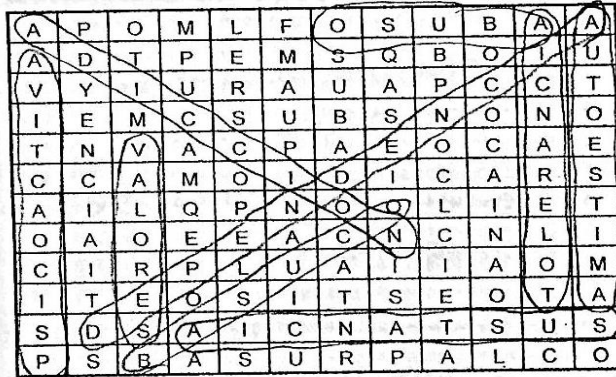 A P O M L F O S U B A A
A D T P E M S Q B O I U
V Y I U R A U A P C C T
I E M C S U B S N O N O
T N V A C P A E O C A E
C C A M O I D I C A R S
A I L Q P N O O L I E T
O A O E E A C N C N L I
C I R P L U A I I A O M
I T E O S I T S E O T A
S D S A I C N A T S U S
P S B A S U R P A L C O